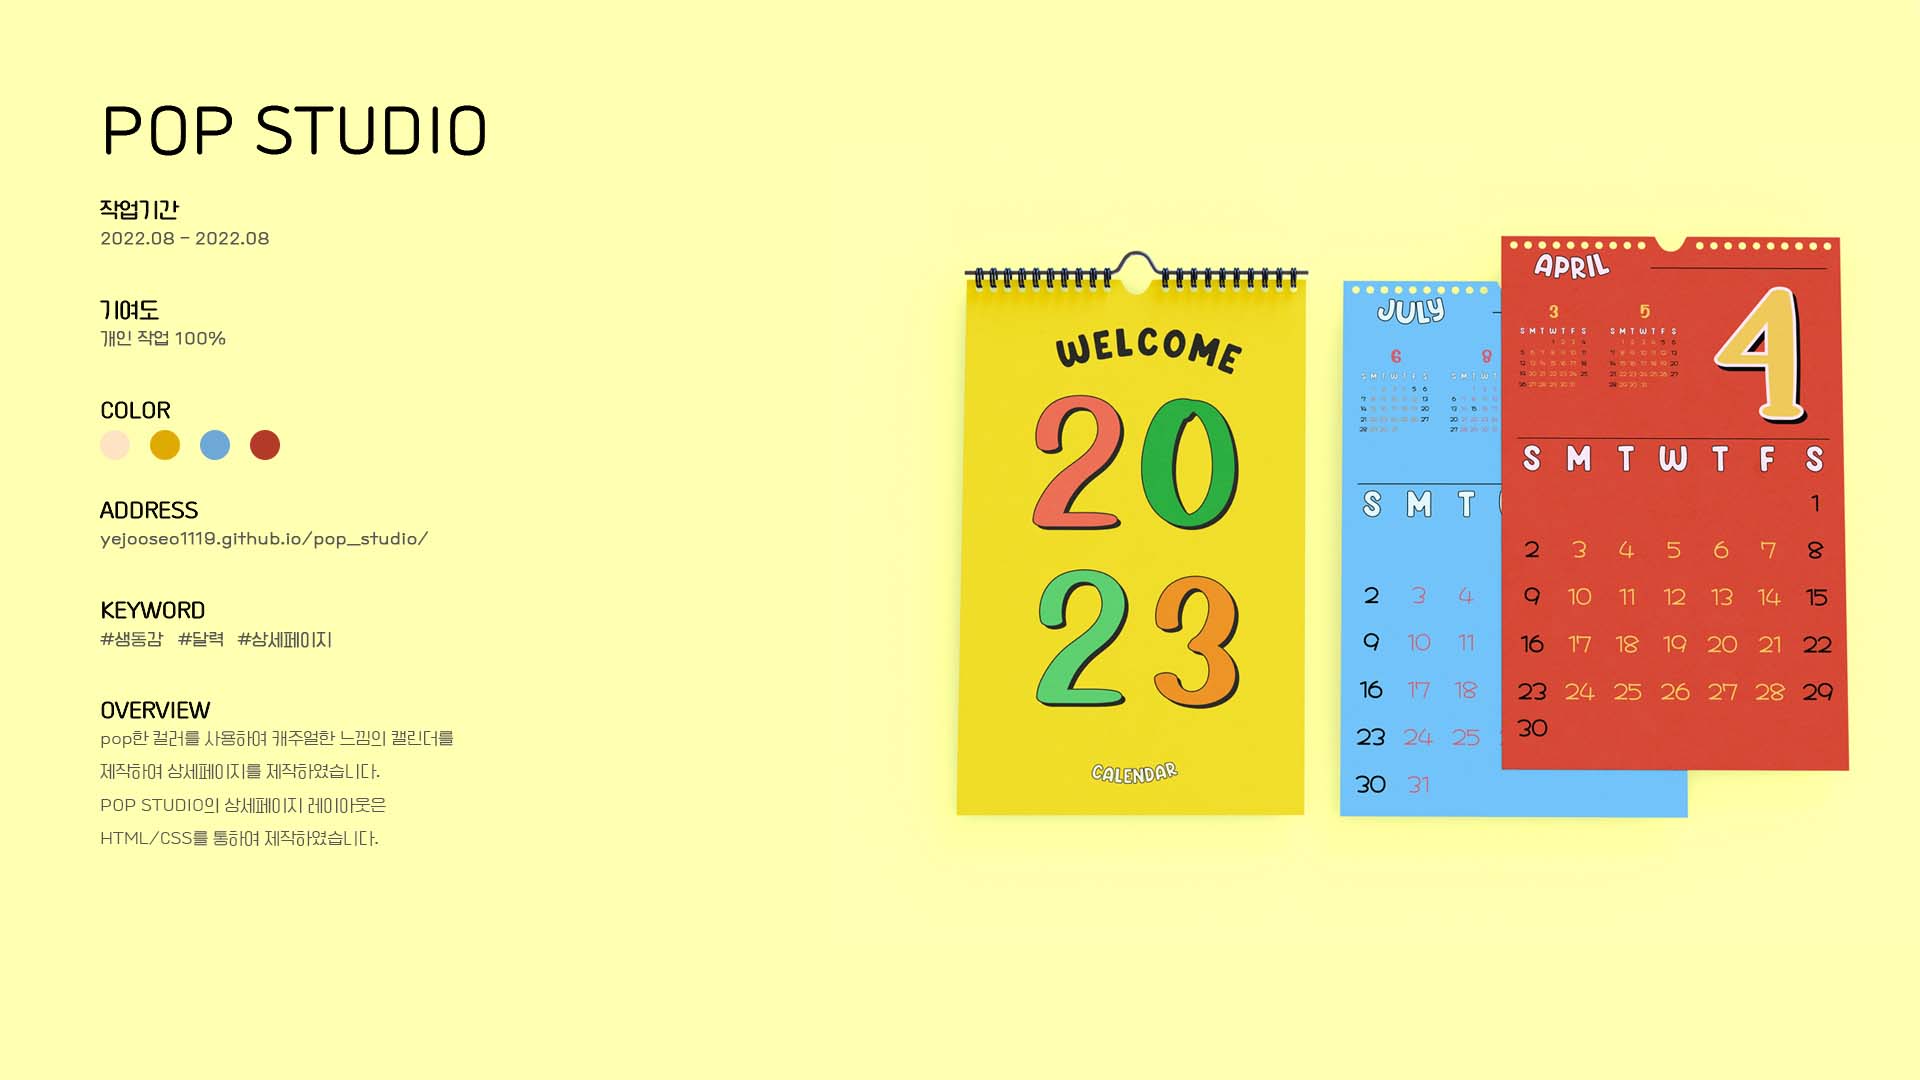 POP STUDIO
작업기간
2022.08 - 2022.08
기여도
개인 작업 100%
COLOR
ADDRESS
yejooseo1119.github.io/pop_studio/
KEYWORD
#생동감 #달력 #상세페이지
OVERVIEW
pop한 컬러를 사용하여 캐주얼한 느낌의 캘린더를
제작하여 상세페이지를 제작하였습니다.
POP STUDIO의 상세페이지 레이아웃은
HTML/CSS를 통하여 제작하였습니다.
WELCOME
20
23
CALENDAR
JULY
6 8
S M T W T F S S M T W T
S M T
2 3 4
9 10 11
16 17 18
23 24 25
30 31
APRIL
3 5
4
S M T W T F S S M T W T F S
S M T W T F S
1
2 3 4 5 6 7 8
9 10 11 12 13 14 15
16 17 18 19 20 21 22
23 24 25 26 27 28 29
30